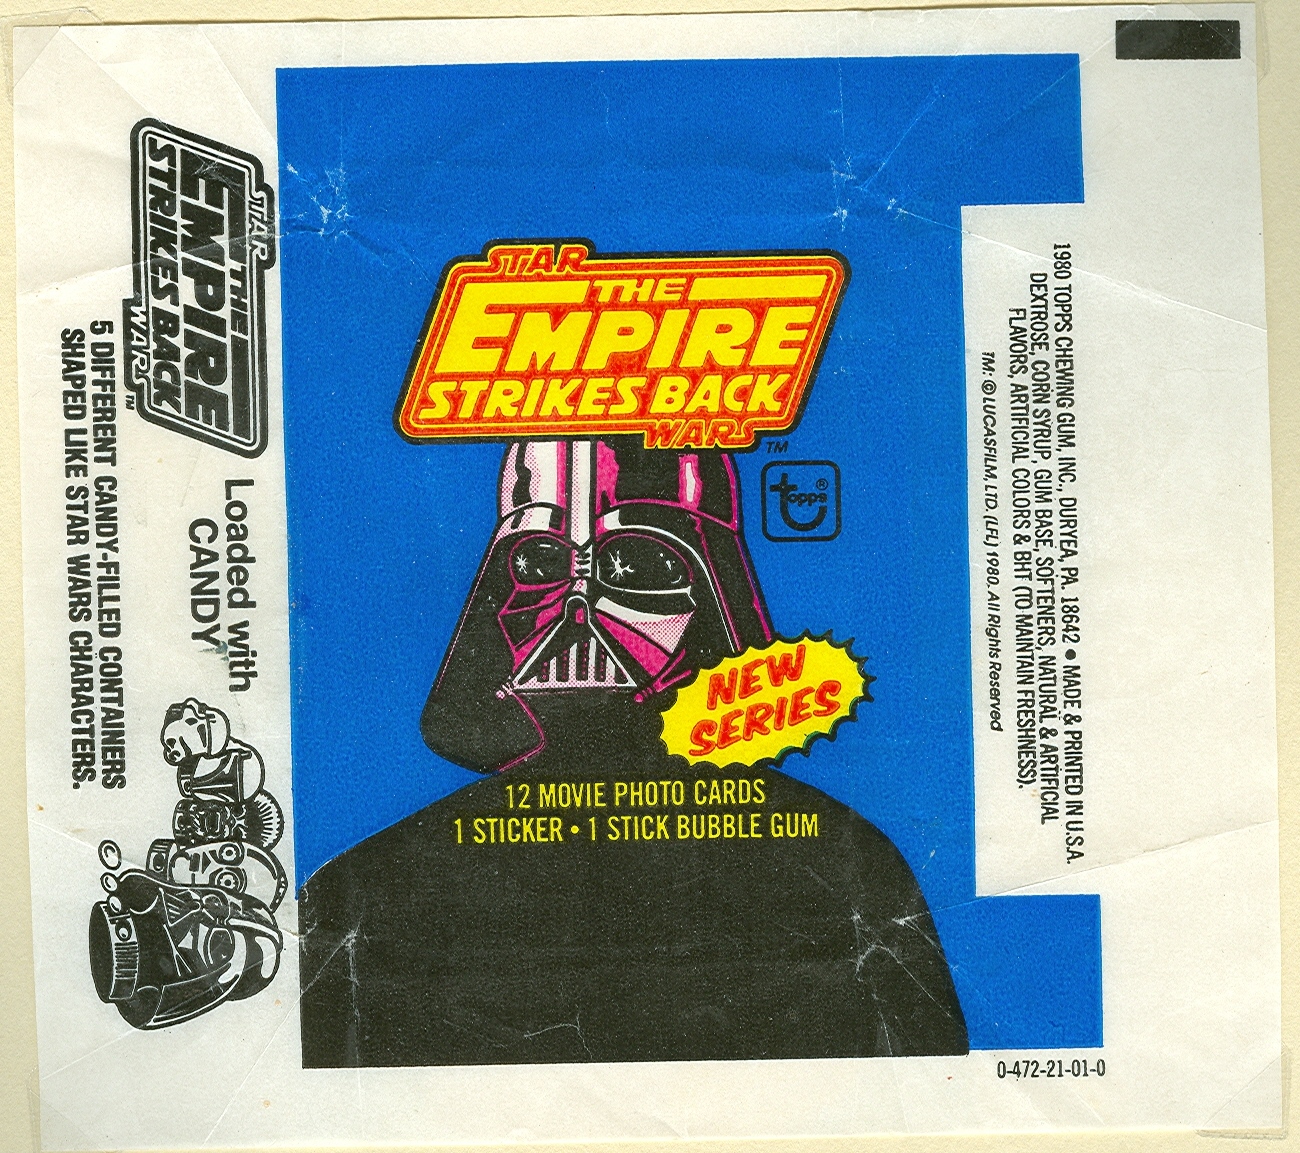 STAR
THE
EMPIRE
STRIKES BACK
WARS
TM
topps®
NEW
SERIES
12 MOVIE PHOTO CARDS
1 STICKER • 1 STICK BUBBLE GUM
STAR
THE
EMPIRE
STRIKES BACK
WARS
TM
Loaded with
CANDY
5 DIFFERENT CANDY-FILLED CONTAINERS
SHAPED LIKE STAR WARS CHARACTERS.
1980 TOPPS CHEWING GUM, INC., DURYEA, PA. 18642 • MADE & PRINTED IN U.S.A.
DEXTROSE, CORN SYRUP, GUM BASE, SOFTENERS, NATURAL & ARTIFICIAL
FLAVORS, ARTIFICIAL COLORS & BHT (TO MAINTAIN FRESHNESS).
TM: © LUCASFILM, LTD. (LFL) 1980. All Rights Reserved
0-472-21-01-0